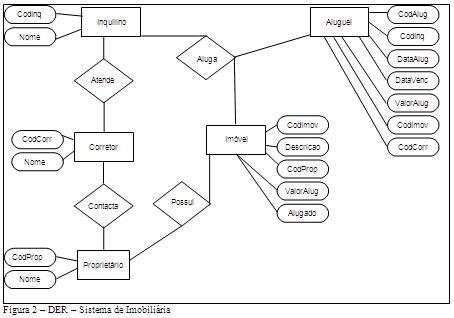 CodInq
Nome
Inquilino
Aluguel
CodAlug
CodInq
DataAlug
DataVenc
ValorAlug
CodImov
CodCorr
Aluga
Atende
CodCorr
Nome
Corretor
Imóvel
CodImov
Descricao
CodProp
ValorAlug
Alugado
Contacta
Possui
CodProp
Nome
Proprietário
Figura 2 – DER – Sistema de Imobiliária